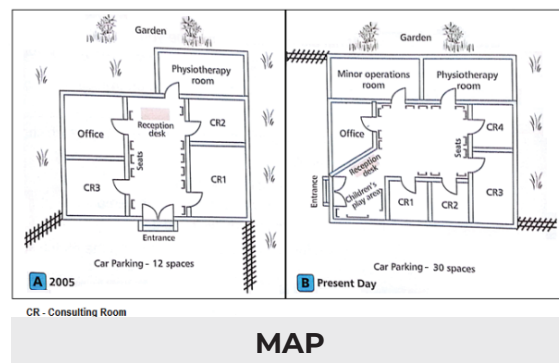 Garden
Physiotherapy
room
Office
Reception
desk
CR2
Seats
CR3
CR1
Entrance
Car Parking - 12 spaces
A 2005
Garden
Minor operations
room
Physiotherapy
room
Office
Seats
CR4
Reception
desk
Entrance
Children's
play area
CR1
CR2
CR3
Car Parking - 30 spaces
B Present Day
CR - Consulting Room
MAP